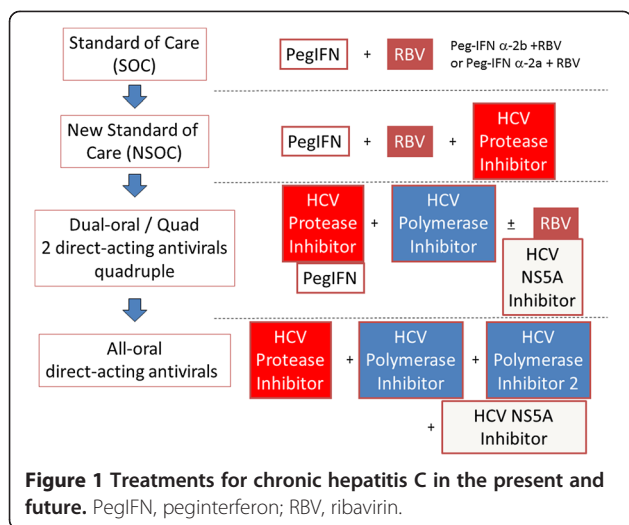 Standard of Care
(SOC)
PegIFN + RBV
Peg-IFN α-2b +RBV
or Peg-IFN α-2a + RBV
New Standard of
Care (NSOC)
PegIFN + RBV +
HCV
Protease
Inhibitor
Dual-oral / Quad
2 direct-acting antivirals
quadruple
HCV
Protease
Inhibitor
PegIFN
+
HCV
Polymerase
Inhibitor
±
RBV
HCV
NS5A
Inhibitor
All-oral
direct-acting antivirals
HCV
Protease
Inhibitor
+
HCV
Polymerase
Inhibitor
+
HCV
Polymerase
Inhibitor 2
+
HCV NS5A
Inhibitor
Figure 1 Treatments for chronic hepatitis C in the present and
future. PegIFN, peginterferon; RBV, ribavirin.